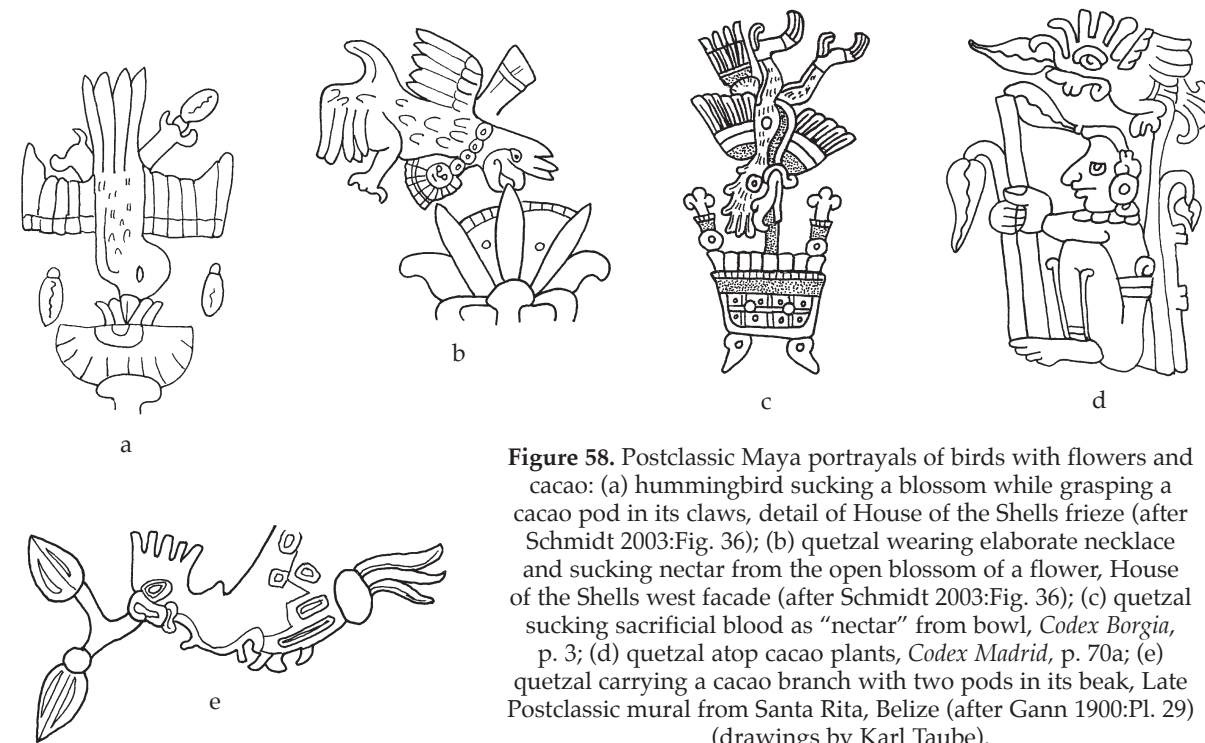 a
b
c
d
e
Figure 58. Postclassic Maya portrayals of birds with flowers and
cacao: (a) hummingbird sucking a blossom while grasping a
cacao pod in its claws, detail of House of the Shells frieze (after
Schmidt 2003:Fig. 36); (b) quetzal wearing elaborate necklace
and sucking nectar from the open blossom of a flower, House
of the Shells west facade (after Schmidt 2003:Fig. 36); (c) quetzal
sucking sacrificial blood as “nectar” from bowl, Codex Borgia,
p. 3; (d) quetzal atop cacao plants, Codex Madrid, p. 70a; (e)
quetzal carrying a cacao branch with two pods in its beak, Late
Postclassic mural from Santa Rita, Belize (after Gann 1900:Pl. 29)
(drawings by Karl Taube).